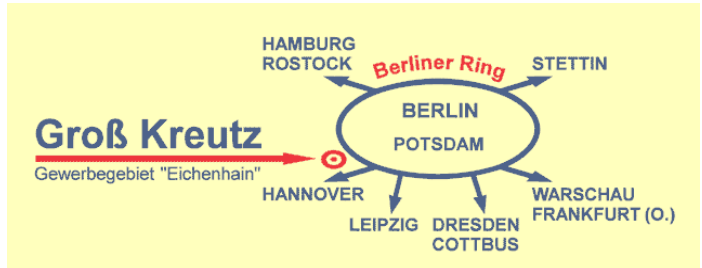 HAMBURG
ROSTOCK
Berliner Ring
STETTIN
BERLIN
POTSDAM
Groß Kreutz
Gewerbegebiet "Eichenhain"
HANNOVER
LEIPZIG
DRESDEN
COTTBUS
WARSCHAU
FRANKFURT (O.)